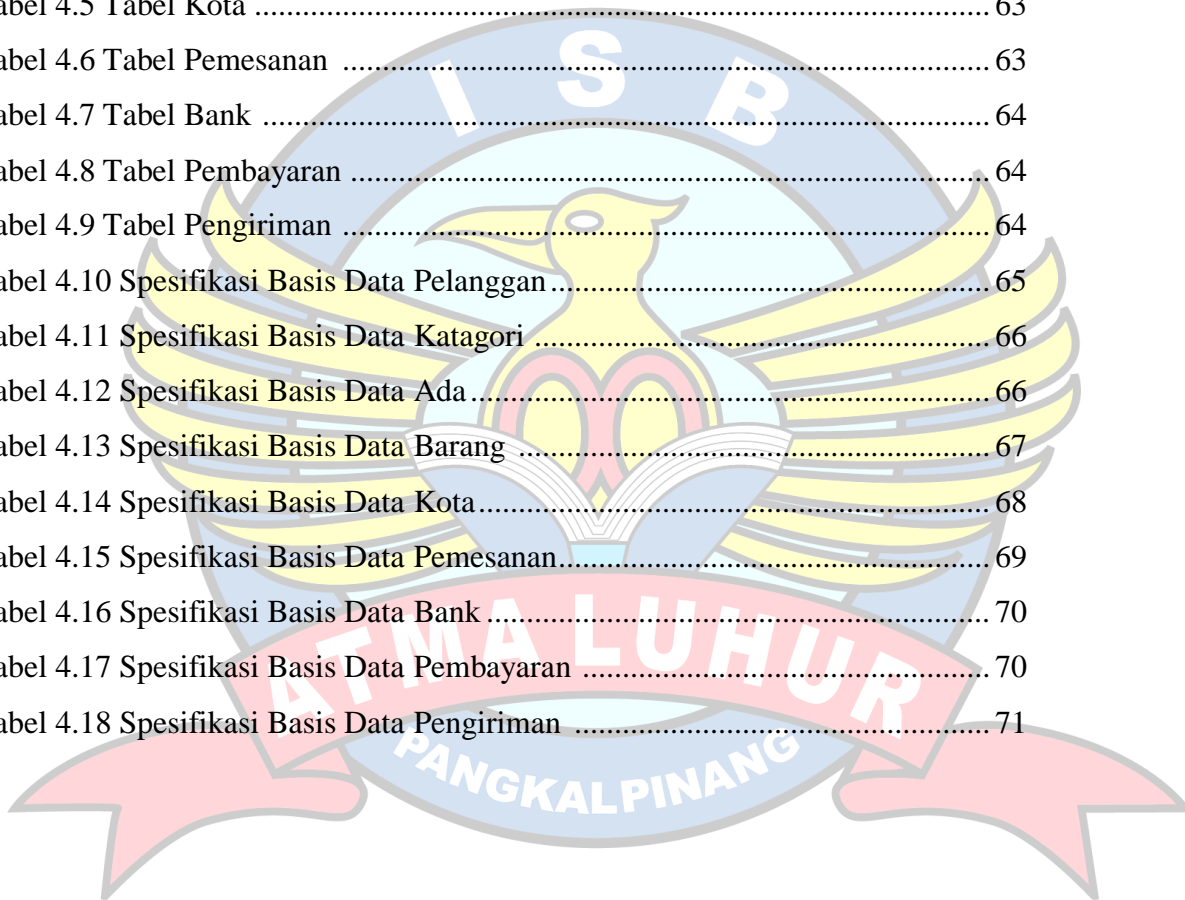 abel 4.5 Tabel Kota ........................................................................................ 63
abel 4.6 Tabel Pemesanan ............................................................................. 63
abel 4.7 Tabel Bank ....................................................................................... 64
abel 4.8 Tabel Pembayaran ............................................................................ 64
abel 4.9 Tabel Pengiriman ............................................................................. 64
abel 4.10 Spesifikasi Basis Data Pelanggan .................................................... 65
abel 4.11 Spesifikasi Basis Data Katagori ...................................................... 66
abel 4.12 Spesifikasi Basis Data Ada .............................................................. 66
abel 4.13 Spesifikasi Basis Data Barang ........................................................ 67
abel 4.14 Spesifikasi Basis Data Kota ............................................................. 68
abel 4.15 Spesifikasi Basis Data Pemesanan ................................................... 69
abel 4.16 Spesifikasi Basis Data Bank ............................................................ 70
abel 4.17 Spesifikasi Basis Data Pembayaran ................................................. 70
abel 4.18 Spesifikasi Basis Data Pengiriman .................................................. 71
ISB
ATMA LUHUR
PANGKALPINANG